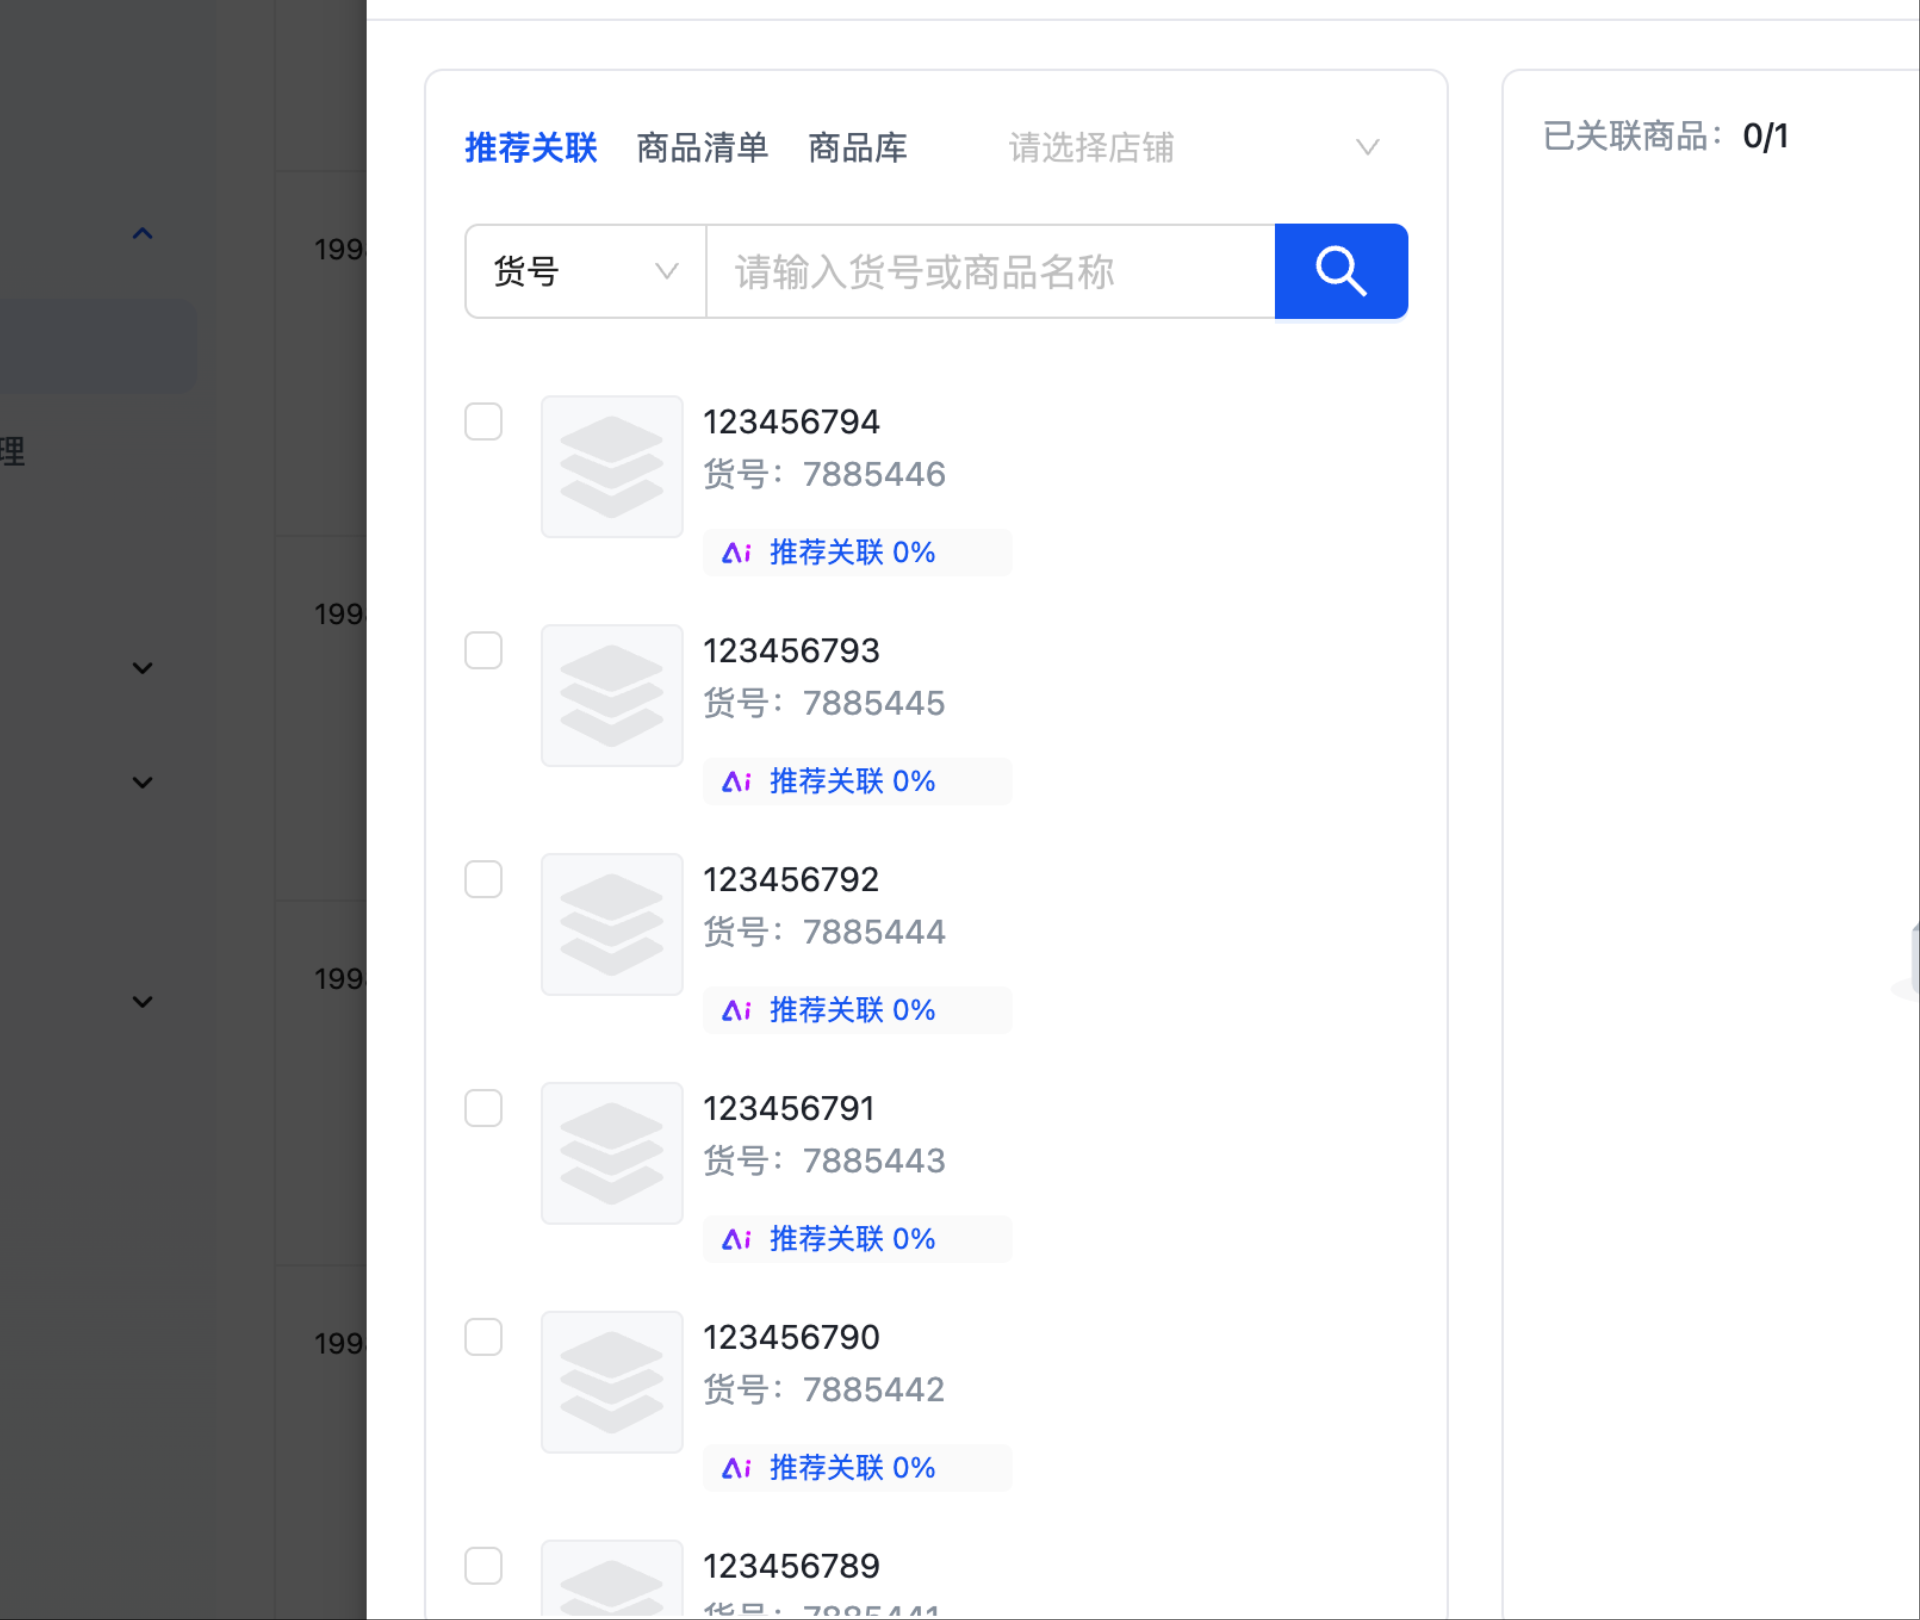 理
199
199
199
199
推荐关联 商品清单 商品库 请选择店铺
货号 请输入货号或商品名称
123456794
货号：7885446
Ai 推荐关联 0%
123456793
货号：7885445
Ai 推荐关联 0%
123456792
货号：7885444
Ai 推荐关联 0%
123456791
货号：7885443
Ai 推荐关联 0%
123456790
货号：7885442
Ai 推荐关联 0%
123456789
货号：7885441
已关联商品：0/1